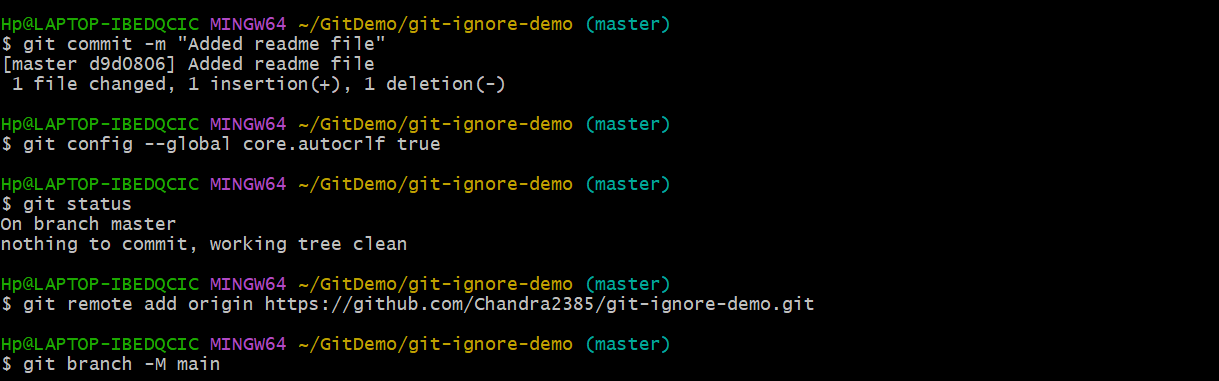 Hp@LAPTOP-IBEDQCIC MINGW64 ~/GitDemo/git-ignore-demo (master)
$ git commit -m "Added readme file"
[master d9d0806] Added readme file
 1 file changed, 1 insertion(+), 1 deletion(-)
Hp@LAPTOP-IBEDQCIC MINGW64 ~/GitDemo/git-ignore-demo (master)
$ git config --global core.autocrlf true
Hp@LAPTOP-IBEDQCIC MINGW64 ~/GitDemo/git-ignore-demo (master)
$ git status
On branch master
nothing to commit, working tree clean
Hp@LAPTOP-IBEDQCIC MINGW64 ~/GitDemo/git-ignore-demo (master)
$ git remote add origin https://github.com/Chandra2385/git-ignore-demo.git
Hp@LAPTOP-IBEDQCIC MINGW64 ~/GitDemo/git-ignore-demo (master)
$ git branch -M main